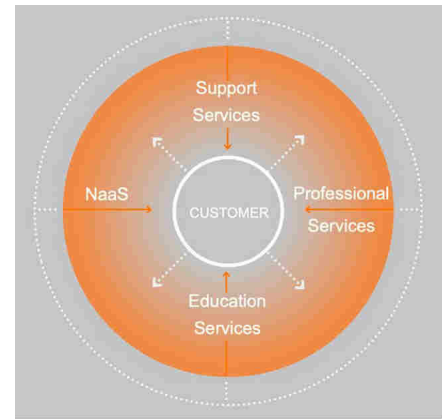 Support
Services
NaaS
CUSTOMER
Professional
Services
Education
Services